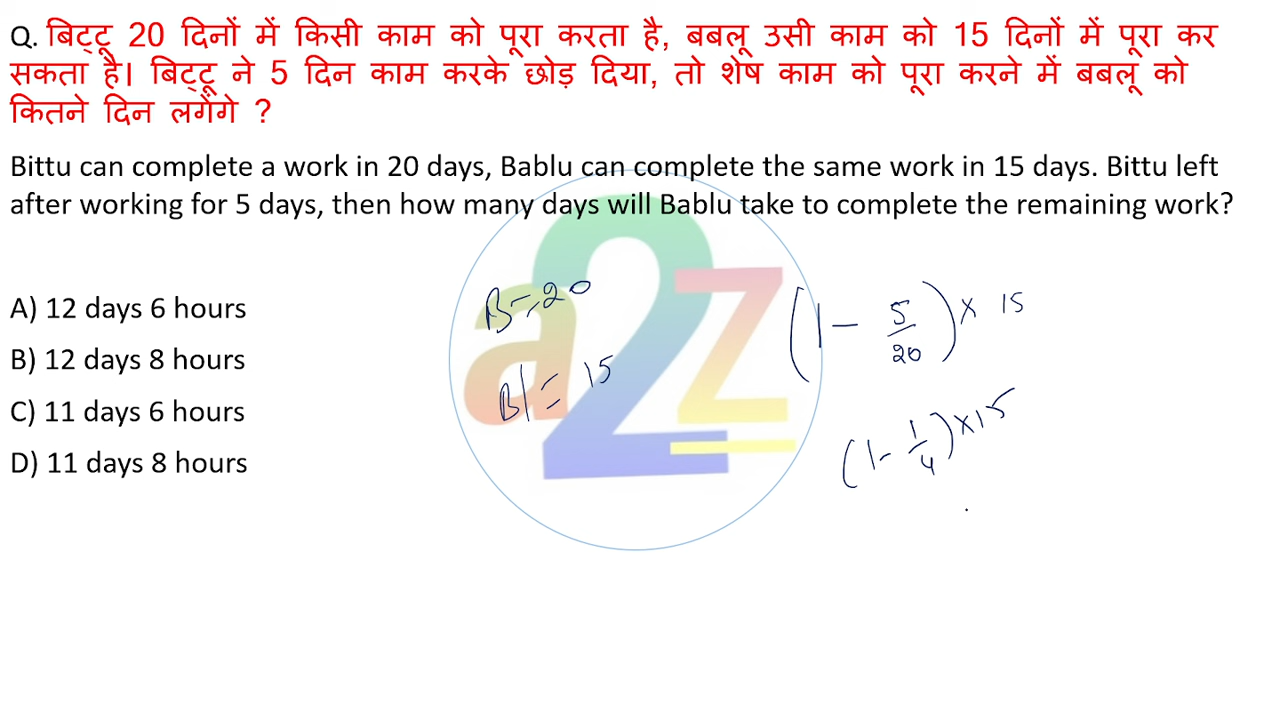 Q. बिट्टू 20 दिनों में किसी काम को पूरा करता है, बबलू उसी काम को 15 दिनों में पूरा कर
सकता है। बिट्टू ने 5 दिन काम करके छोड़ दिया, तो शेष काम को पूरा करने में बबलू को
कितने दिन लगेंगे ?
Bittu can complete a work in 20 days, Bablu can complete the same work in 15 days. Bittu left
after working for 5 days, then how many days will Bablu take to complete the remaining work?
A) 12 days 6 hours
B) 12 days 8 hours
C) 11 days 6 hours
D) 11 days 8 hours
a2z
B = 20
Bl = 15
(1 - 5/20) × 15
(1 - 1/4) × 15